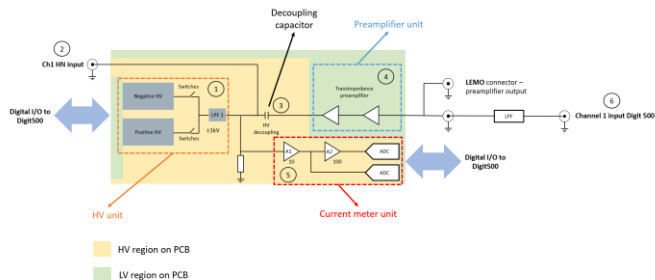 Decoupling
capacitor
Preamplifier unit
2
Ch1 HN input
1
Switches
Negative HV
LPF 1
±1kV
Positive HV
Switches
Digital I/O to
Digit500
3
HV
decoupling
4
Transimpedance
preamplifier
LEMO connector –
preamplifier output
6
LPF
Channel 1 input Digit 500
A1
10
A2
100
ADC
ADC
5
Digital I/O to
Digit500
HV unit
Current meter unit
HV region on PCB
LV region on PCB